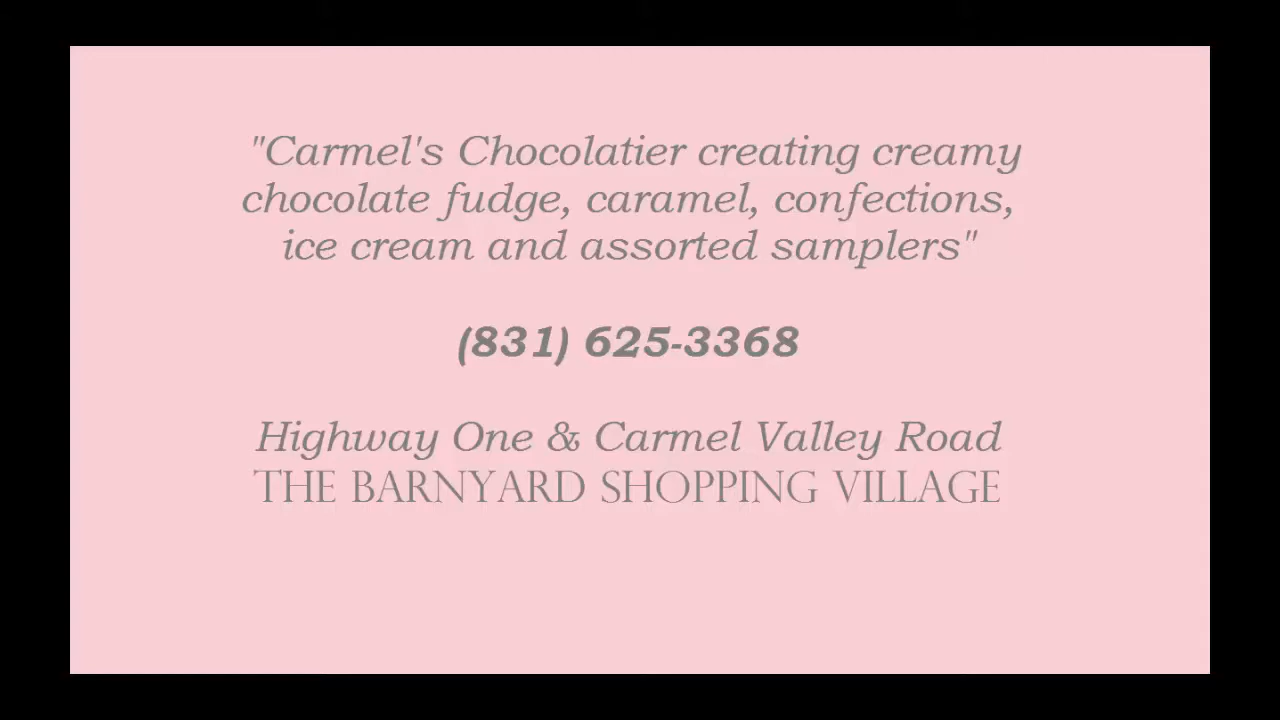 "Carmel's Chocolatier creating creamy
chocolate fudge, caramel, confections,
ice cream and assorted samplers"
(831) 625-3368
Highway One & Carmel Valley Road
THE BARNYARD SHOPPING VILLAGE